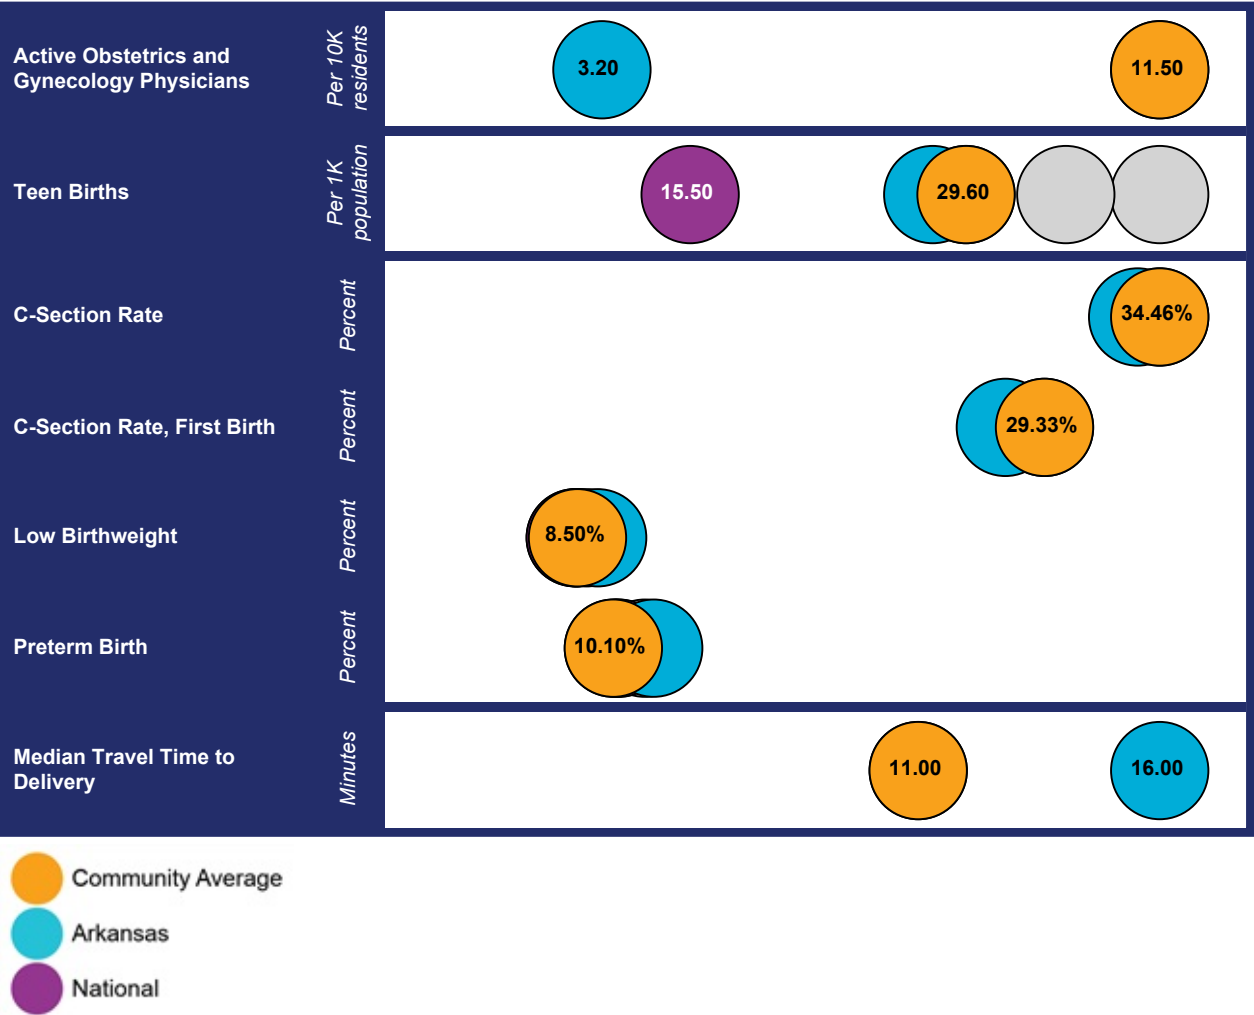 Active Obstetrics and
Gynecology Physicians
Per 10K
residents
3.20
11.50
Teen Births
Per 1K
population
15.50
29.60
C-Section Rate
Percent
34.46%
C-Section Rate, First Birth
Percent
29.33%
Low Birthweight
Percent
8.50%
Preterm Birth
Percent
10.10%
Median Travel Time to
Delivery
Minutes
11.00
16.00
Community Average
Arkansas
National